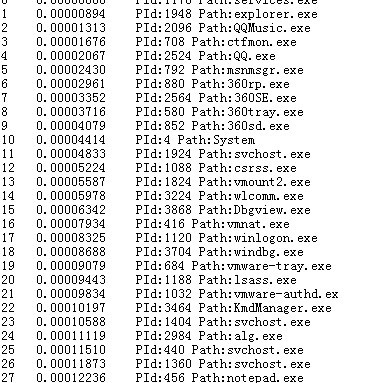 0 0.00000000 PId:1176 Path:services.exe
1 0.00000894 PId:1948 Path:explorer.exe
2 0.00001313 PId:2096 Path:QQMusic.exe
3 0.00001676 PId:708 Path:ctfmon.exe
4 0.00002067 PId:2524 Path:QQ.exe
5 0.00002430 PId:792 Path:msnmsgr.exe
6 0.00002961 PId:880 Path:360rp.exe
7 0.00003352 PId:2564 Path:360SE.exe
8 0.00003716 PId:580 Path:360tray.exe
9 0.00004079 PId:852 Path:360sd.exe
10 0.00004414 PId:4 Path:System
11 0.00004833 PId:1924 Path:svchost.exe
12 0.00005224 PId:1088 Path:csrss.exe
13 0.00005587 PId:1824 Path:vmount2.exe
14 0.00005978 PId:3224 Path:wlcomm.exe
15 0.00006342 PId:3868 Path:Dbgview.exe
16 0.00007934 PId:416 Path:vmnat.exe
17 0.00008325 PId:1120 Path:winlogon.exe
18 0.00008688 PId:3704 Path:windbg.exe
19 0.00009079 PId:684 Path:vmware-tray.exe
20 0.00009443 PId:1188 Path:lsass.exe
21 0.00009834 PId:1032 Path:vmware-authd.ex
22 0.00010197 PId:3464 Path:KmdManager.exe
23 0.00010588 PId:1404 Path:svchost.exe
24 0.00011119 PId:2984 Path:alg.exe
25 0.00011510 PId:440 Path:svchost.exe
26 0.00011873 PId:1360 Path:svchost.exe
27 0.00012236 PId:456 Path:notepad.exe